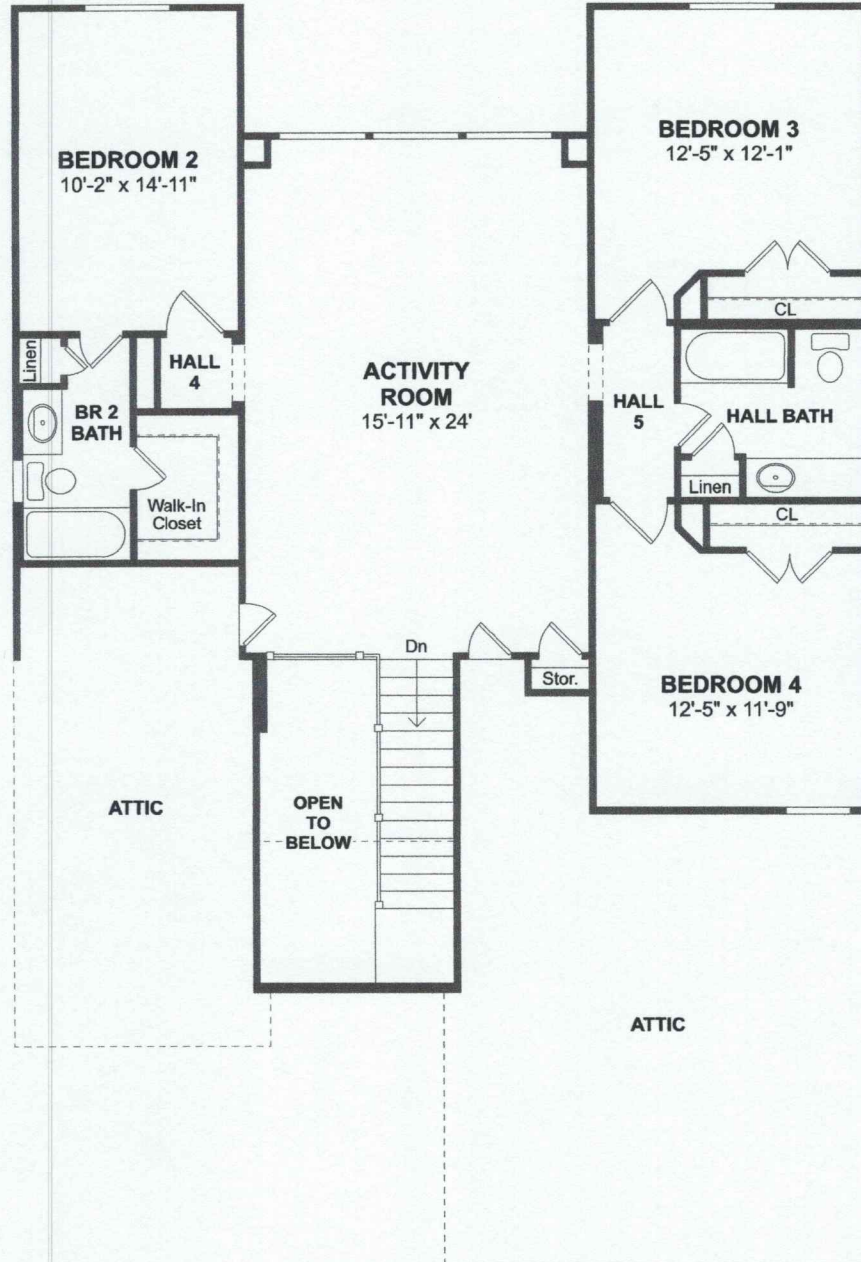 BEDROOM 2
10'-2" x 14'-11"
BEDROOM 3
12'-5" x 12'-1"
CL
Linen
HALL
4
BR 2
BATH
Walk-In
Closet
ACTIVITY
ROOM
15'-11" x 24'
HALL
5
HALL BATH
Linen
CL
Dn
Stor.
BEDROOM 4
12'-5" x 11'-9"
ATTIC
OPEN
TO
BELOW
ATTIC